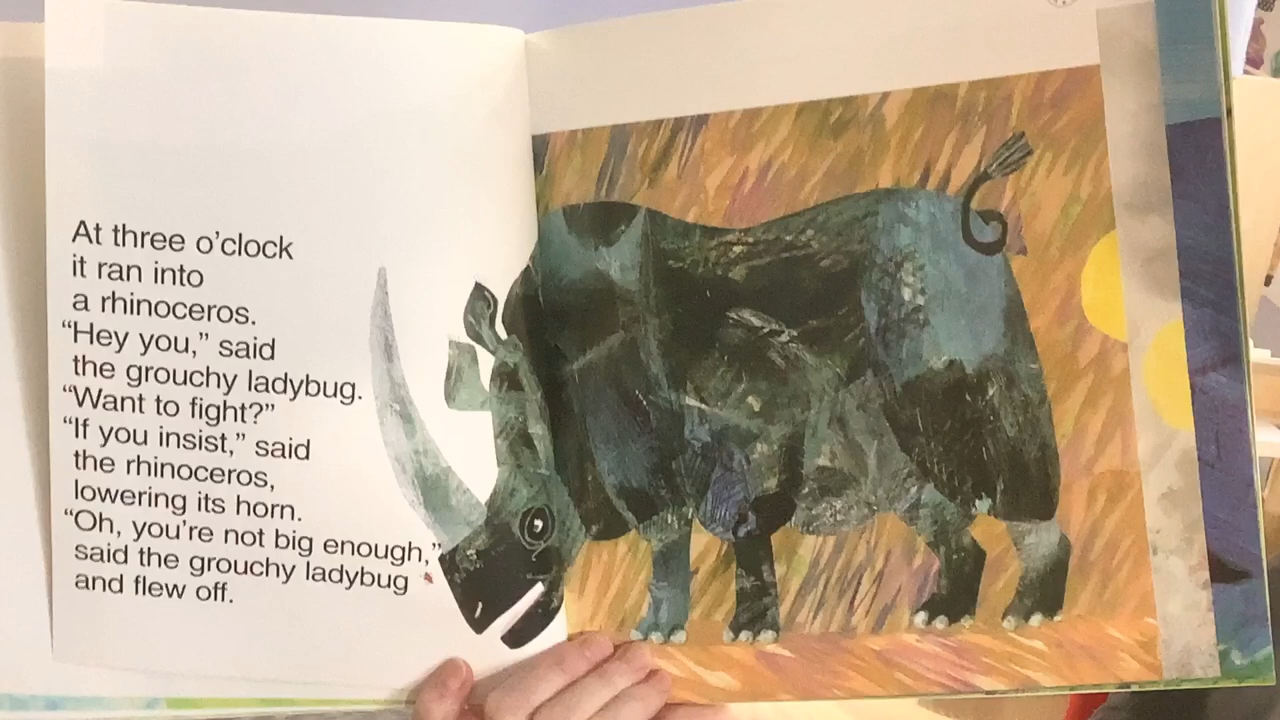 At three o’clock
it ran into
a rhinoceros.
“Hey you,” said
the grouchy ladybug.
“Want to fight?”
“If you insist,” said
the rhinoceros,
lowering its horn.
“Oh, you’re not big enough,”
said the grouchy ladybug
and flew off.